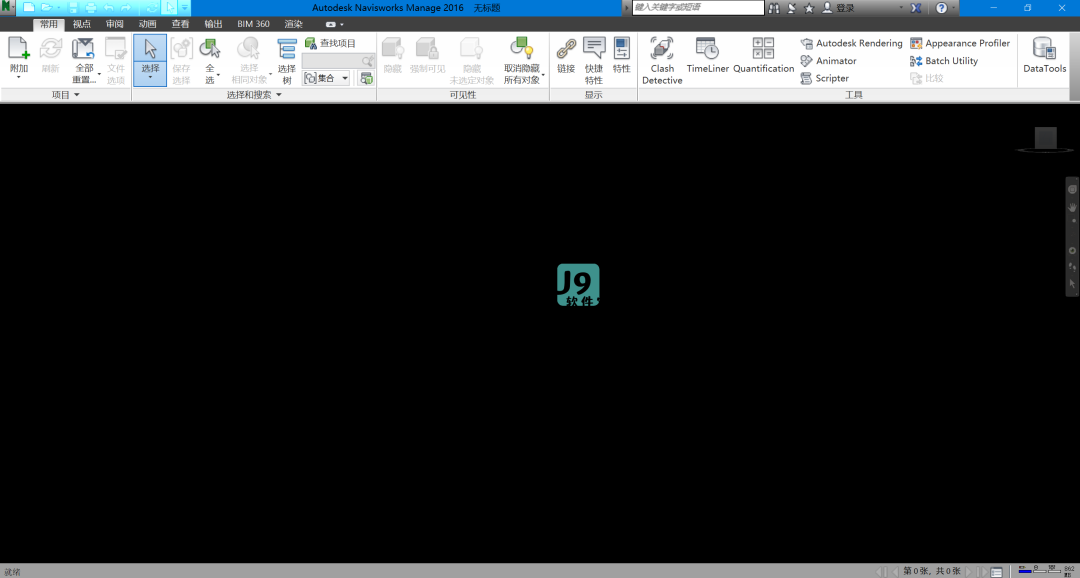 Autodesk Navisworks Manage 2016 无标题
键入关键字或短语
登录
常用 视点 审阅 动画 查看 输出 BIM 360 渲染
附加
刷新
全部
重置...
文件
选项
选择
保存
选择
全
选
选择
相同对象
选择
树
查找项目
集合
隐藏
强制可见
隐藏
未选定对象
取消隐藏
所有对象
链接
快捷
特性
特性
Clash
Detective
TimeLiner
Quantification
Autodesk Rendering
Animator
Scripter
Appearance Profiler
Batch Utility
比较
DataTools
项目
选择和搜索
可见性
显示
工具
J9
软件
就绪
第 0 张, 共 0 张
862